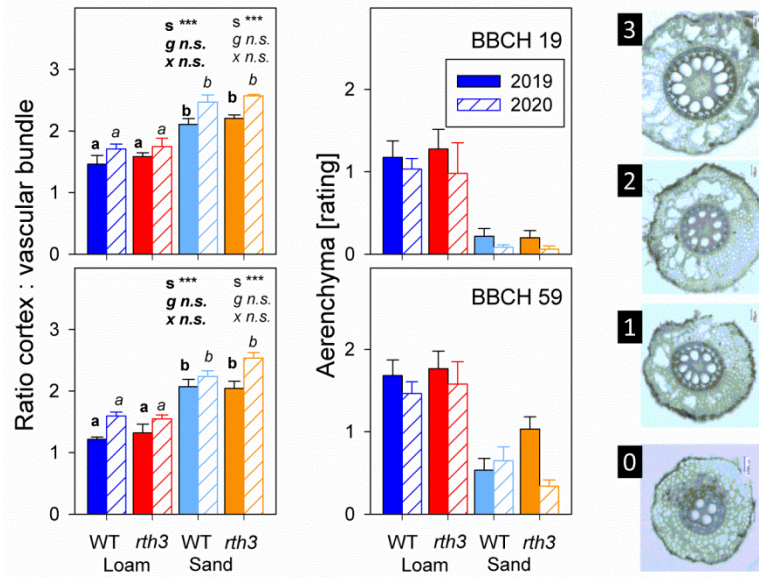 Ratio cortex : vascular bundle
3
2
1
0
s *** s ***
g n.s. g n.s.
x n.s. x n.s.
a a a a b b b b
3
2
1
0
s *** s ***
g n.s. g n.s.
x n.s. x n.s.
a a a a b b b b
WT rth3 WT rth3
Loam Sand
Aerenchyma [rating]
BBCH 19
2019
2020
2
1
0
BBCH 59
2
1
0
WT rth3 WT rth3
Loam Sand
3
2
1
0